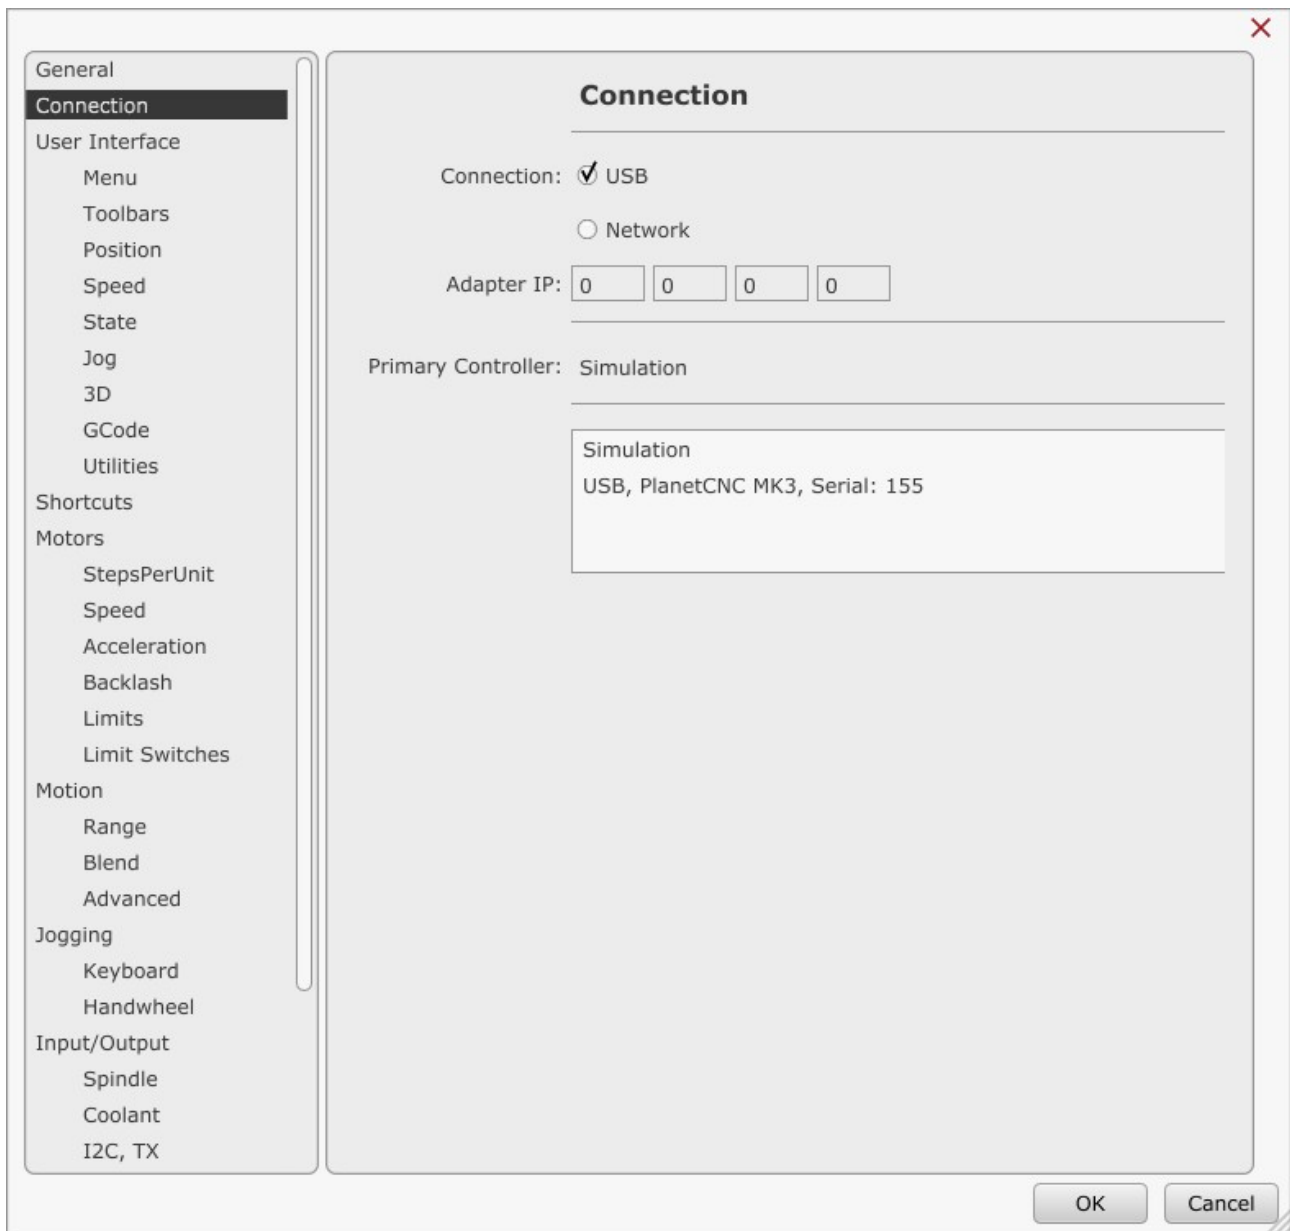 General
Connection
User Interface
Menu
Toolbars
Position
Speed
State
Jog
3D
GCode
Utilities
Shortcuts
Motors
StepsPerUnit
Speed
Acceleration
Backlash
Limits
Limit Switches
Motion
Range
Blend
Advanced
Jogging
Keyboard
Handwheel
Input/Output
Spindle
Coolant
I2C, TX
Connection
Connection: USB
Network
Adapter IP: 0 0 0 0
Primary Controller: Simulation
Simulation
USB, PlanetCNC MK3, Serial: 155
OK Cancel